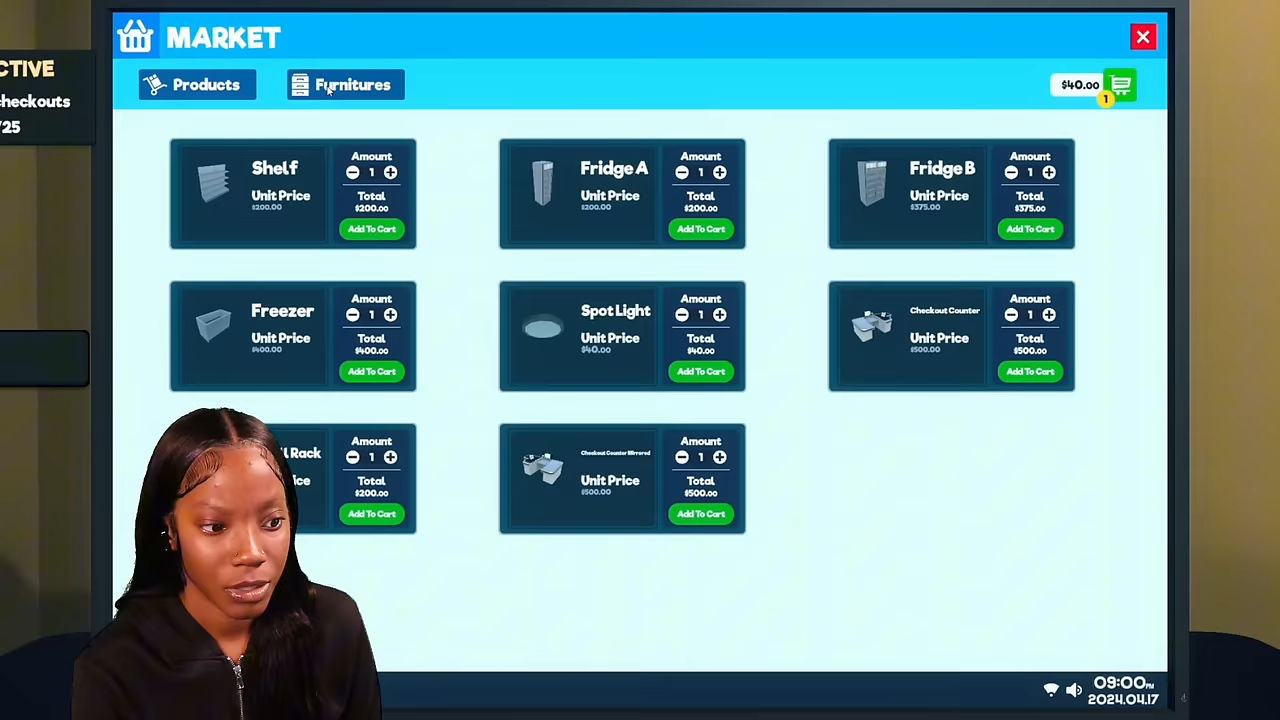 MARKET
CTIVE
checkouts
/25
Products
Furnitures
$40.00
1
Shelf
Unit Price
$200.00
Amount
1
Total
$200.00
Add To Cart
Fridge A
Unit Price
$200.00
Amount
1
Total
$200.00
Add To Cart
Fridge B
Unit Price
$375.00
Amount
1
Total
$375.00
Add To Cart
Freezer
Unit Price
$400.00
Amount
1
Total
$400.00
Add To Cart
Spot Light
Unit Price
$40.00
Amount
1
Total
$40.00
Add To Cart
Checkout Counter
Unit Price
$500.00
Amount
1
Total
$500.00
Add To Cart
Rack
ice
Amount
1
Total
$200.00
Add To Cart
Checkout Counter Mirrored
Unit Price
$500.00
Amount
1
Total
$500.00
Add To Cart
09:00PM
2024.04.17